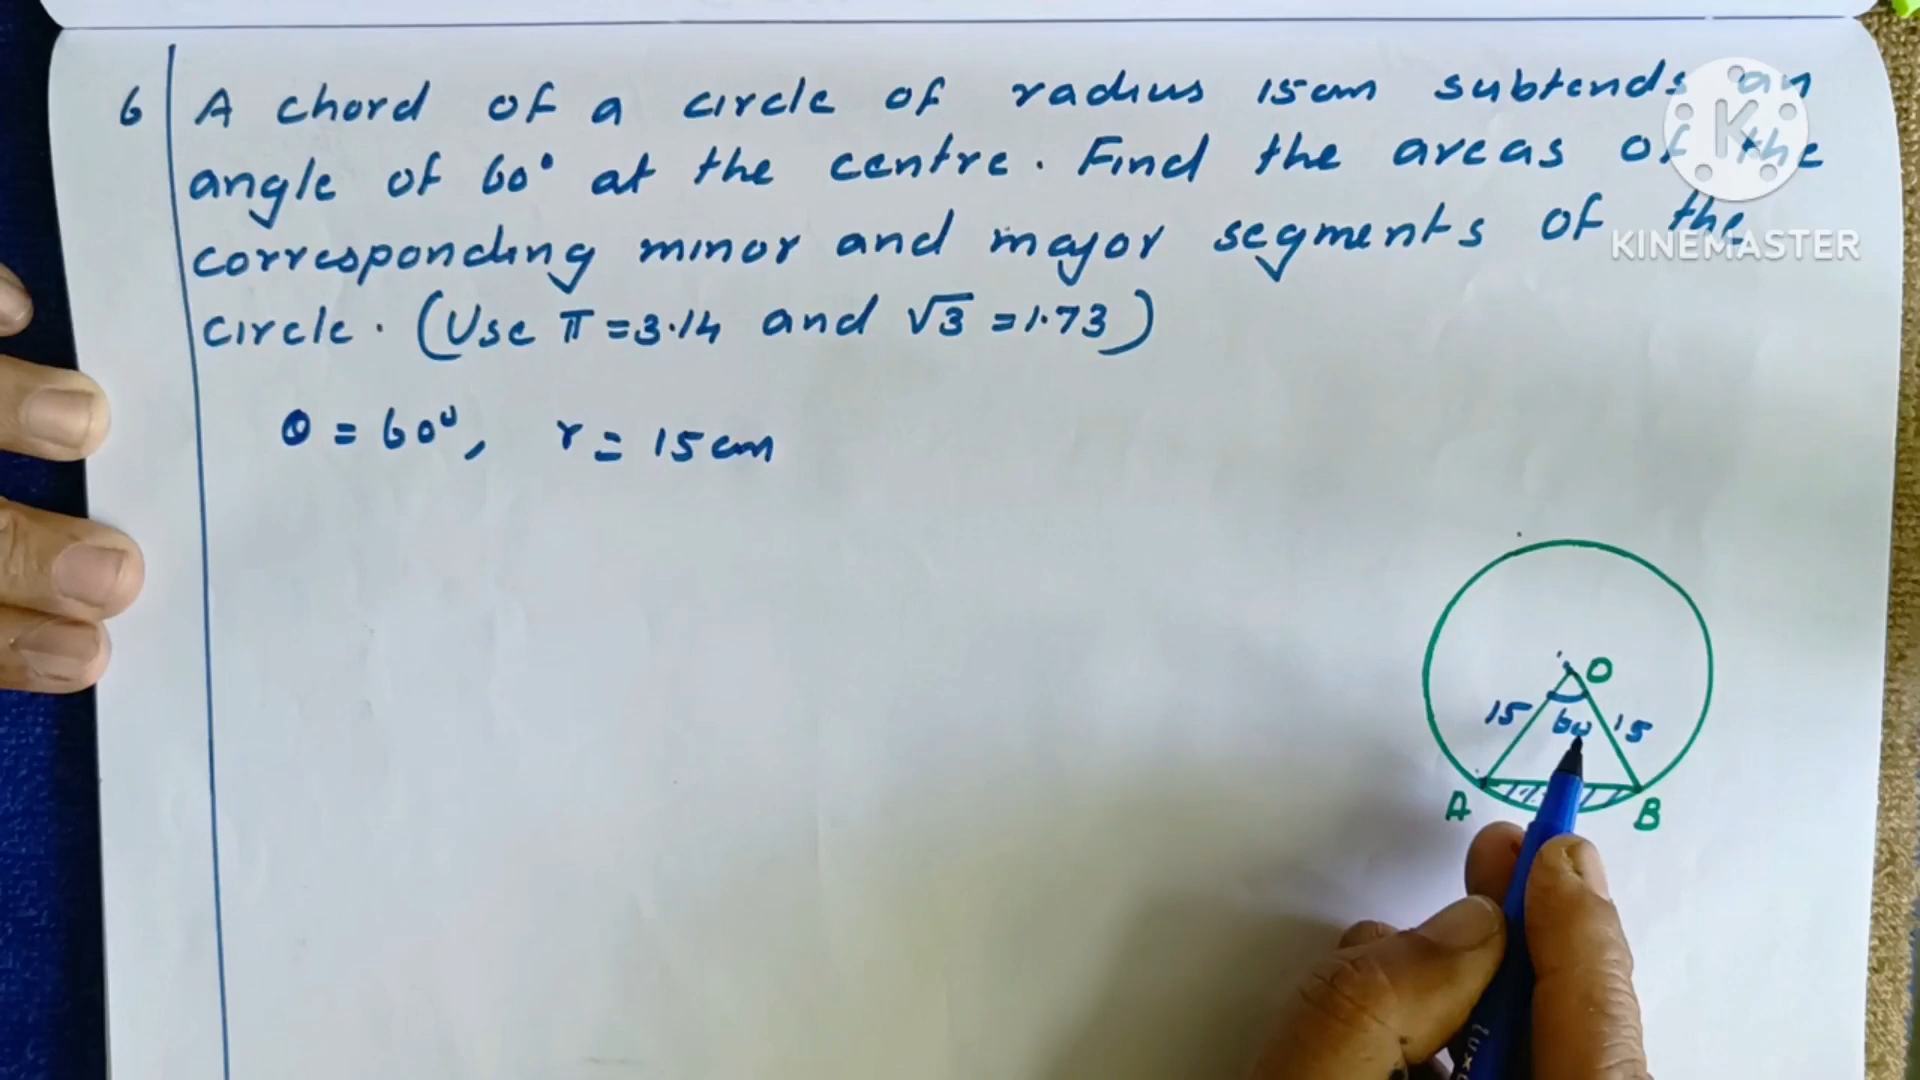 6 A chord of a circle of radius 15cm subtends an
angle of 60° at the centre. Find the areas of the
corresponding minor and major segments of the
circle. (Use π = 3.14 and √3 = 1.73)
θ = 60°, r = 15cm
K
KINEMASTER
O
15 60 15
A B